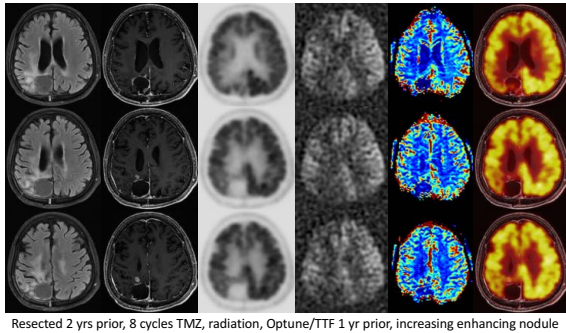 Resected 2 yrs prior, 8 cycles TMZ, radiation, Optune/TTF 1 yr prior, increasing enhancing nodule